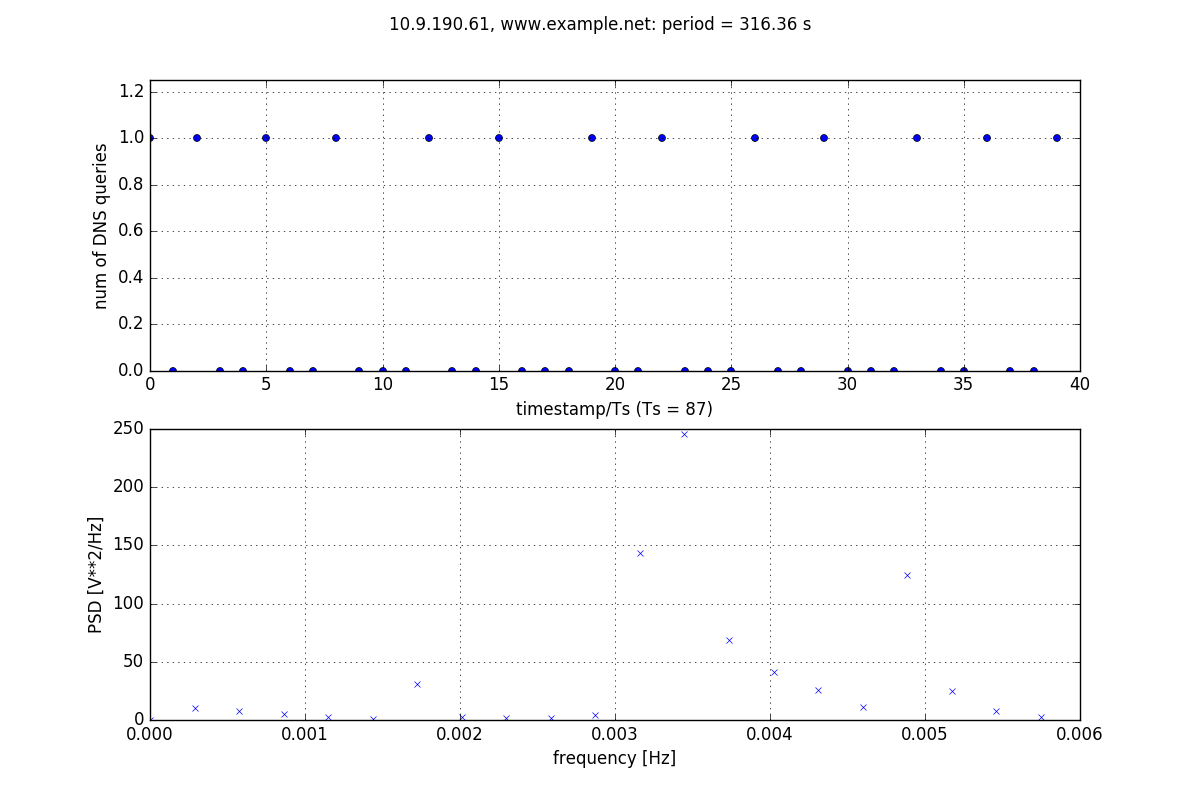 10.9.190.61, www.example.net: period = 316.36 s
1.2
1.0
0.8
0.6
0.4
0.2
0.0
num of DNS queries
0 5 10 15 20 25 30 35 40
timestamp/Ts (Ts = 87)
250
200
150
100
50
0
PSD [V**2/Hz]
0.000 0.001 0.002 0.003 0.004 0.005 0.006
frequency [Hz]